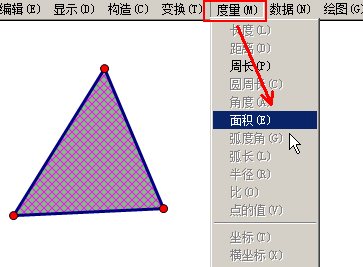 编辑(E) 显示(D) 构造(C) 变换(T) 度量(M) 数据(N) 绘图(G)
长度(L)
距离(D)
周长(P)
圆周长(C)
角度(A)
面积(E)
弧度角(G)
弧长(L)
半径(R)
比(O)
点的值(V)
坐标(T)
横坐标(X)